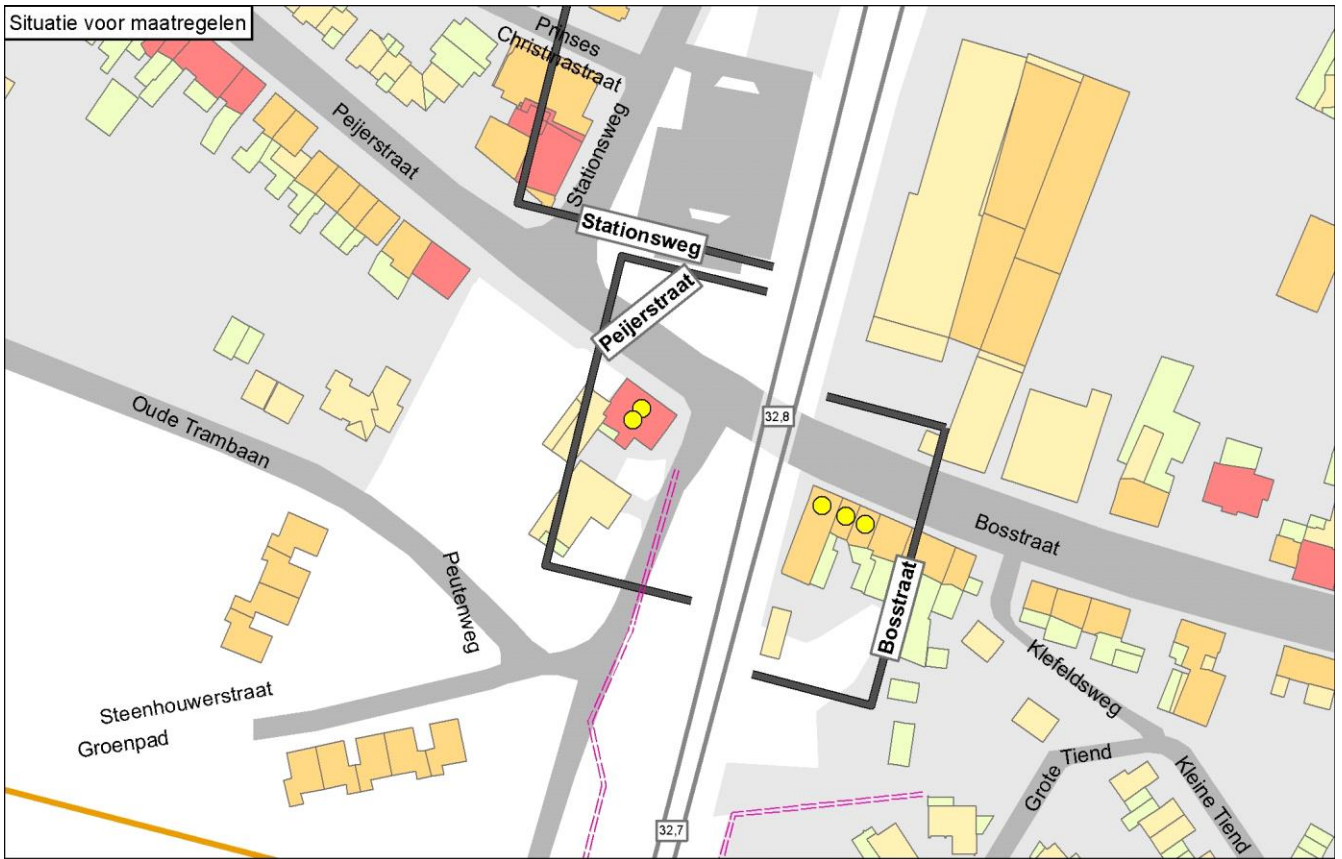 Situatie voor maatregelen
Prinses
Christinastraat
Peijerstraat
Stationsweg
Stationsweg
Peijerstraat
Oude Trambaan
32,8
Bosstraat
Bosstraat
Peutenweg
Klefeldsweg
Steenhouwerstraat
Groenpad
Grote Tiend
Kleine Tiend
32,7